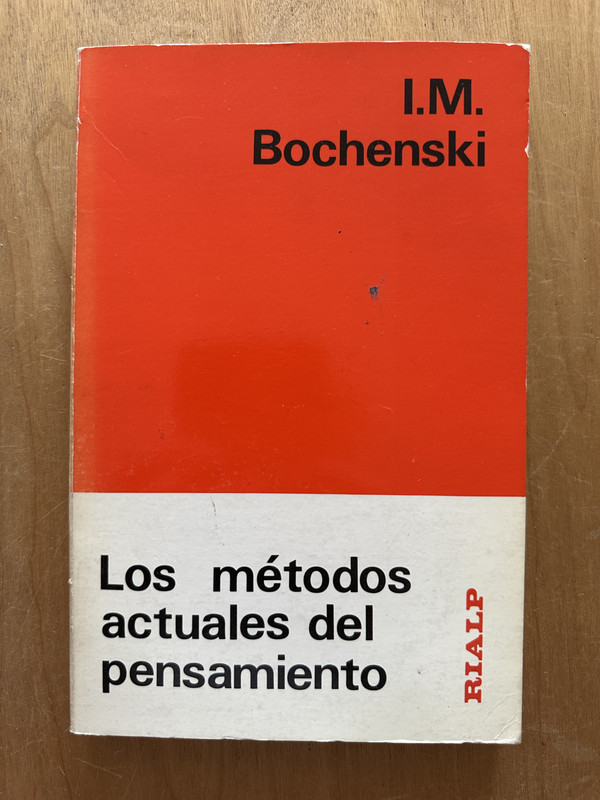 I.M.
Bochenski
Los métodos
actuales del
pensamiento
RIALP